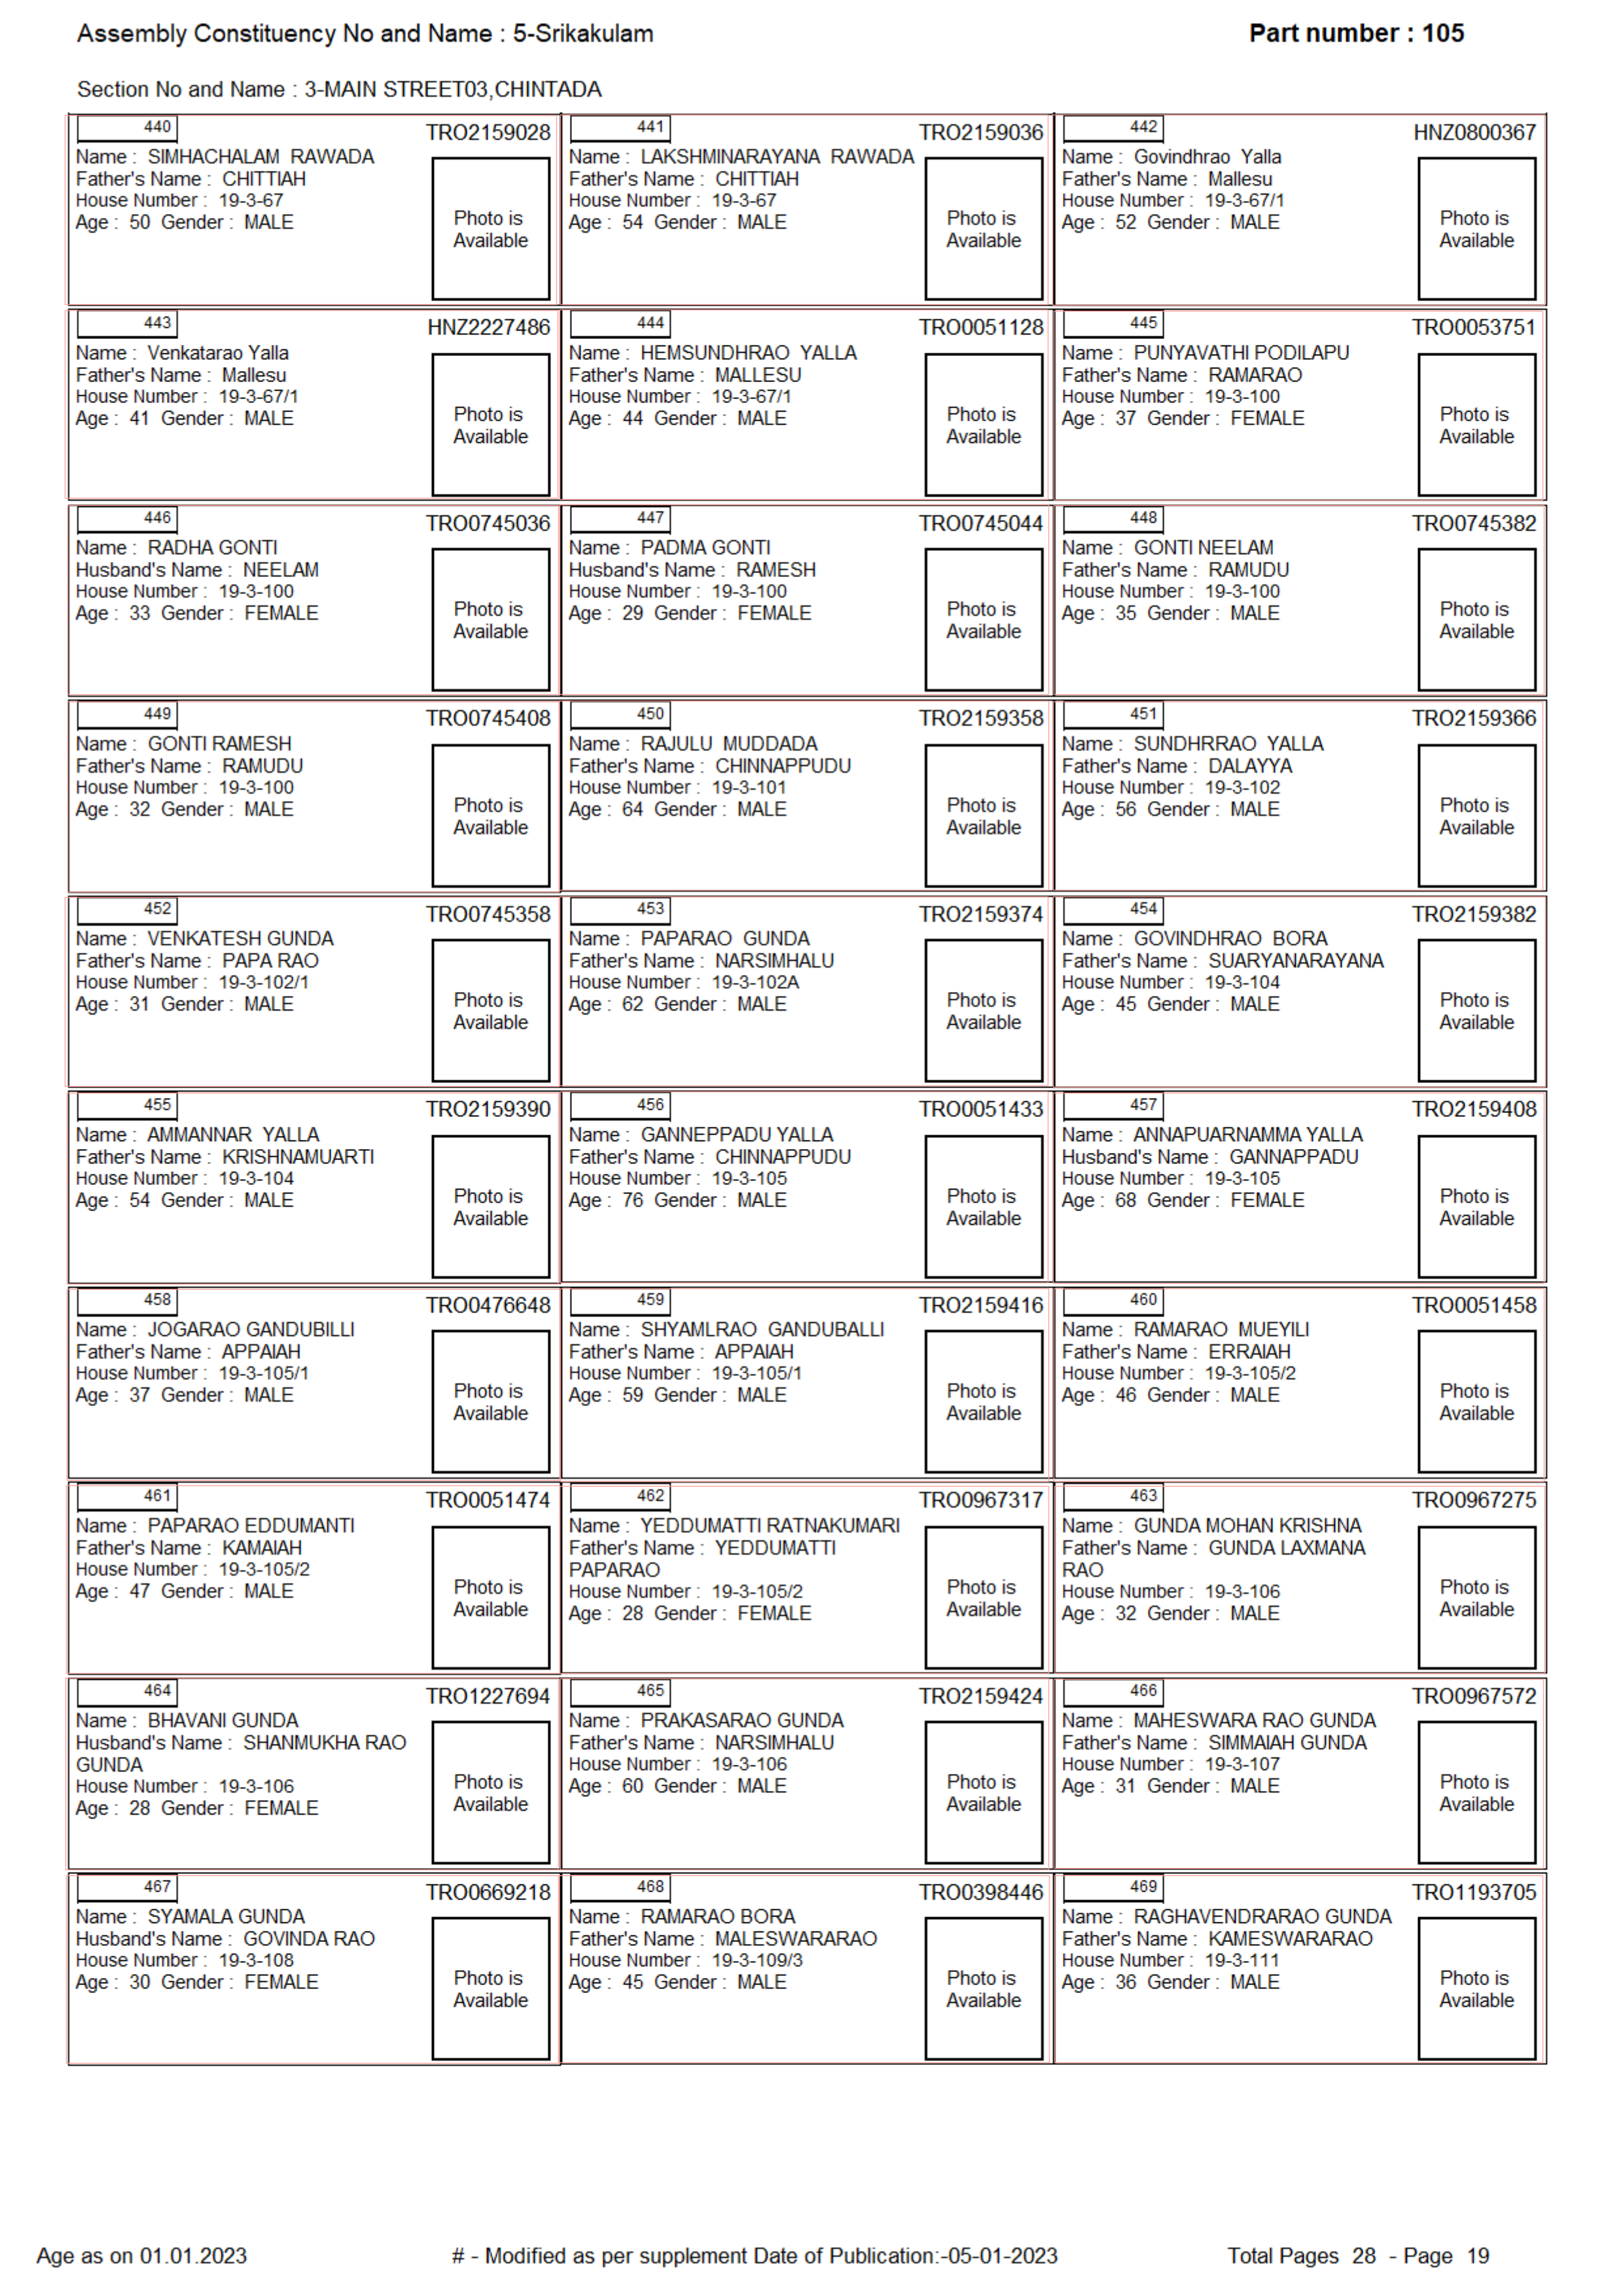 Assembly Constituency No and Name : 5-Srikakulam
Part number : 105
Section No and Name : 3-MAIN STREET03,CHINTADA
440
TRO2159028
Name : SIMHACHALAM RAWADA
Father's Name : CHITTIAH
House Number : 19-3-67
Age : 50 Gender : MALE
Photo is
Available
441
TRO2159036
Name : LAKSHMINARAYANA RAWADA
Father's Name : CHITTIAH
House Number : 19-3-67
Age : 54 Gender : MALE
Photo is
Available
442
HNZ0800367
Name : Govindhrao Yalla
Father's Name : Mallesu
House Number : 19-3-67/1
Age : 52 Gender : MALE
Photo is
Available
443
HNZ2227486
Name : Venkatarao Yalla
Father's Name : Mallesu
House Number : 19-3-67/1
Age : 41 Gender : MALE
Photo is
Available
444
TRO0051128
Name : HEMSUNDHRAO YALLA
Father's Name : MALLESU
House Number : 19-3-67/1
Age : 44 Gender : MALE
Photo is
Available
445
TRO0053751
Name : PUNYAVATHI PODILAPU
Father's Name : RAMARAO
House Number : 19-3-100
Age : 37 Gender : FEMALE
Photo is
Available
446
TRO0745036
Name : RADHA GONTI
Husband's Name : NEELAM
House Number : 19-3-100
Age : 33 Gender : FEMALE
Photo is
Available
447
TRO0745044
Name : PADMA GONTI
Husband's Name : RAMESH
House Number : 19-3-100
Age : 29 Gender : FEMALE
Photo is
Available
448
TRO0745382
Name : GONTI NEELAM
Father's Name : RAMUDU
House Number : 19-3-100
Age : 35 Gender : MALE
Photo is
Available
449
TRO0745408
Name : GONTI RAMESH
Father's Name : RAMUDU
House Number : 19-3-100
Age : 32 Gender : MALE
Photo is
Available
450
TRO2159358
Name : RAJULU MUDDADA
Father's Name : CHINNAPPUDU
House Number : 19-3-101
Age : 64 Gender : MALE
Photo is
Available
451
TRO2159366
Name : SUNDHRRAO YALLA
Father's Name : DALAYYA
House Number : 19-3-102
Age : 56 Gender : MALE
Photo is
Available
452
TRO0745358
Name : VENKATESH GUNDA
Father's Name : PAPA RAO
House Number : 19-3-102/1
Age : 31 Gender : MALE
Photo is
Available
453
TRO2159374
Name : PAPARAO GUNDA
Father's Name : NARSIMHALU
House Number : 19-3-102A
Age : 62 Gender : MALE
Photo is
Available
454
TRO2159382
Name : GOVINDHRAO BORA
Father's Name : SUARYANARAYANA
House Number : 19-3-104
Age : 45 Gender : MALE
Photo is
Available
455
TRO2159390
Name : AMMANNAR YALLA
Father's Name : KRISHNAMUARTI
House Number : 19-3-104
Age : 54 Gender : MALE
Photo is
Available
456
TRO0051433
Name : GANNEPPADU YALLA
Father's Name : CHINNAPPUDU
House Number : 19-3-105
Age : 76 Gender : MALE
Photo is
Available
457
TRO2159408
Name : ANNAPUARNAMMA YALLA
Husband's Name : GANNAPPADU
House Number : 19-3-105
Age : 68 Gender : FEMALE
Photo is
Available
458
TRO0476648
Name : JOGARAO GANDUBILLI
Father's Name : APPAIAH
House Number : 19-3-105/1
Age : 37 Gender : MALE
Photo is
Available
459
TRO2159416
Name : SHYAMLRAO GANDUBALLI
Father's Name : APPAIAH
House Number : 19-3-105/1
Age : 59 Gender : MALE
Photo is
Available
460
TRO0051458
Name : RAMARAO MUEYILI
Father's Name : ERRAIAH
House Number : 19-3-105/2
Age : 46 Gender : MALE
Photo is
Available
461
TRO0051474
Name : PAPARAO EDDUMANTI
Father's Name : KAMAIAH
House Number : 19-3-105/2
Age : 47 Gender : MALE
Photo is
Available
462
TRO0967317
Name : YEDDUMATTI RATNAKUMARI
Father's Name : YEDDUMATTI
PAPARAO
House Number : 19-3-105/2
Age : 28 Gender : FEMALE
Photo is
Available
463
TRO0967275
Name : GUNDA MOHAN KRISHNA
Father's Name : GUNDA LAXMANA
RAO
House Number : 19-3-106
Age : 32 Gender : MALE
Photo is
Available
464
TRO1227694
Name : BHAVANI GUNDA
Husband's Name : SHANMUKHA RAO
GUNDA
House Number : 19-3-106
Age : 28 Gender : FEMALE
Photo is
Available
465
TRO2159424
Name : PRAKASARAO GUNDA
Father's Name : NARSIMHALU
House Number : 19-3-106
Age : 60 Gender : MALE
Photo is
Available
466
TRO0967572
Name : MAHESWARA RAO GUNDA
Father's Name : SIMMAIAH GUNDA
House Number : 19-3-107
Age : 31 Gender : MALE
Photo is
Available
467
TRO0669218
Name : SYAMALA GUNDA
Husband's Name : GOVINDA RAO
House Number : 19-3-108
Age : 30 Gender : FEMALE
Photo is
Available
468
TRO0398446
Name : RAMARAO BORA
Father's Name : MALESWARARAO
House Number : 19-3-109/3
Age : 45 Gender : MALE
Photo is
Available
469
TRO1193705
Name : RAGHAVENDRARAO GUNDA
Father's Name : KAMESWARARAO
House Number : 19-3-111
Age : 36 Gender : MALE
Photo is
Available
Age as on 01.01.2023
# - Modified as per supplement Date of Publication:-05-01-2023
Total Pages 28 - Page 19